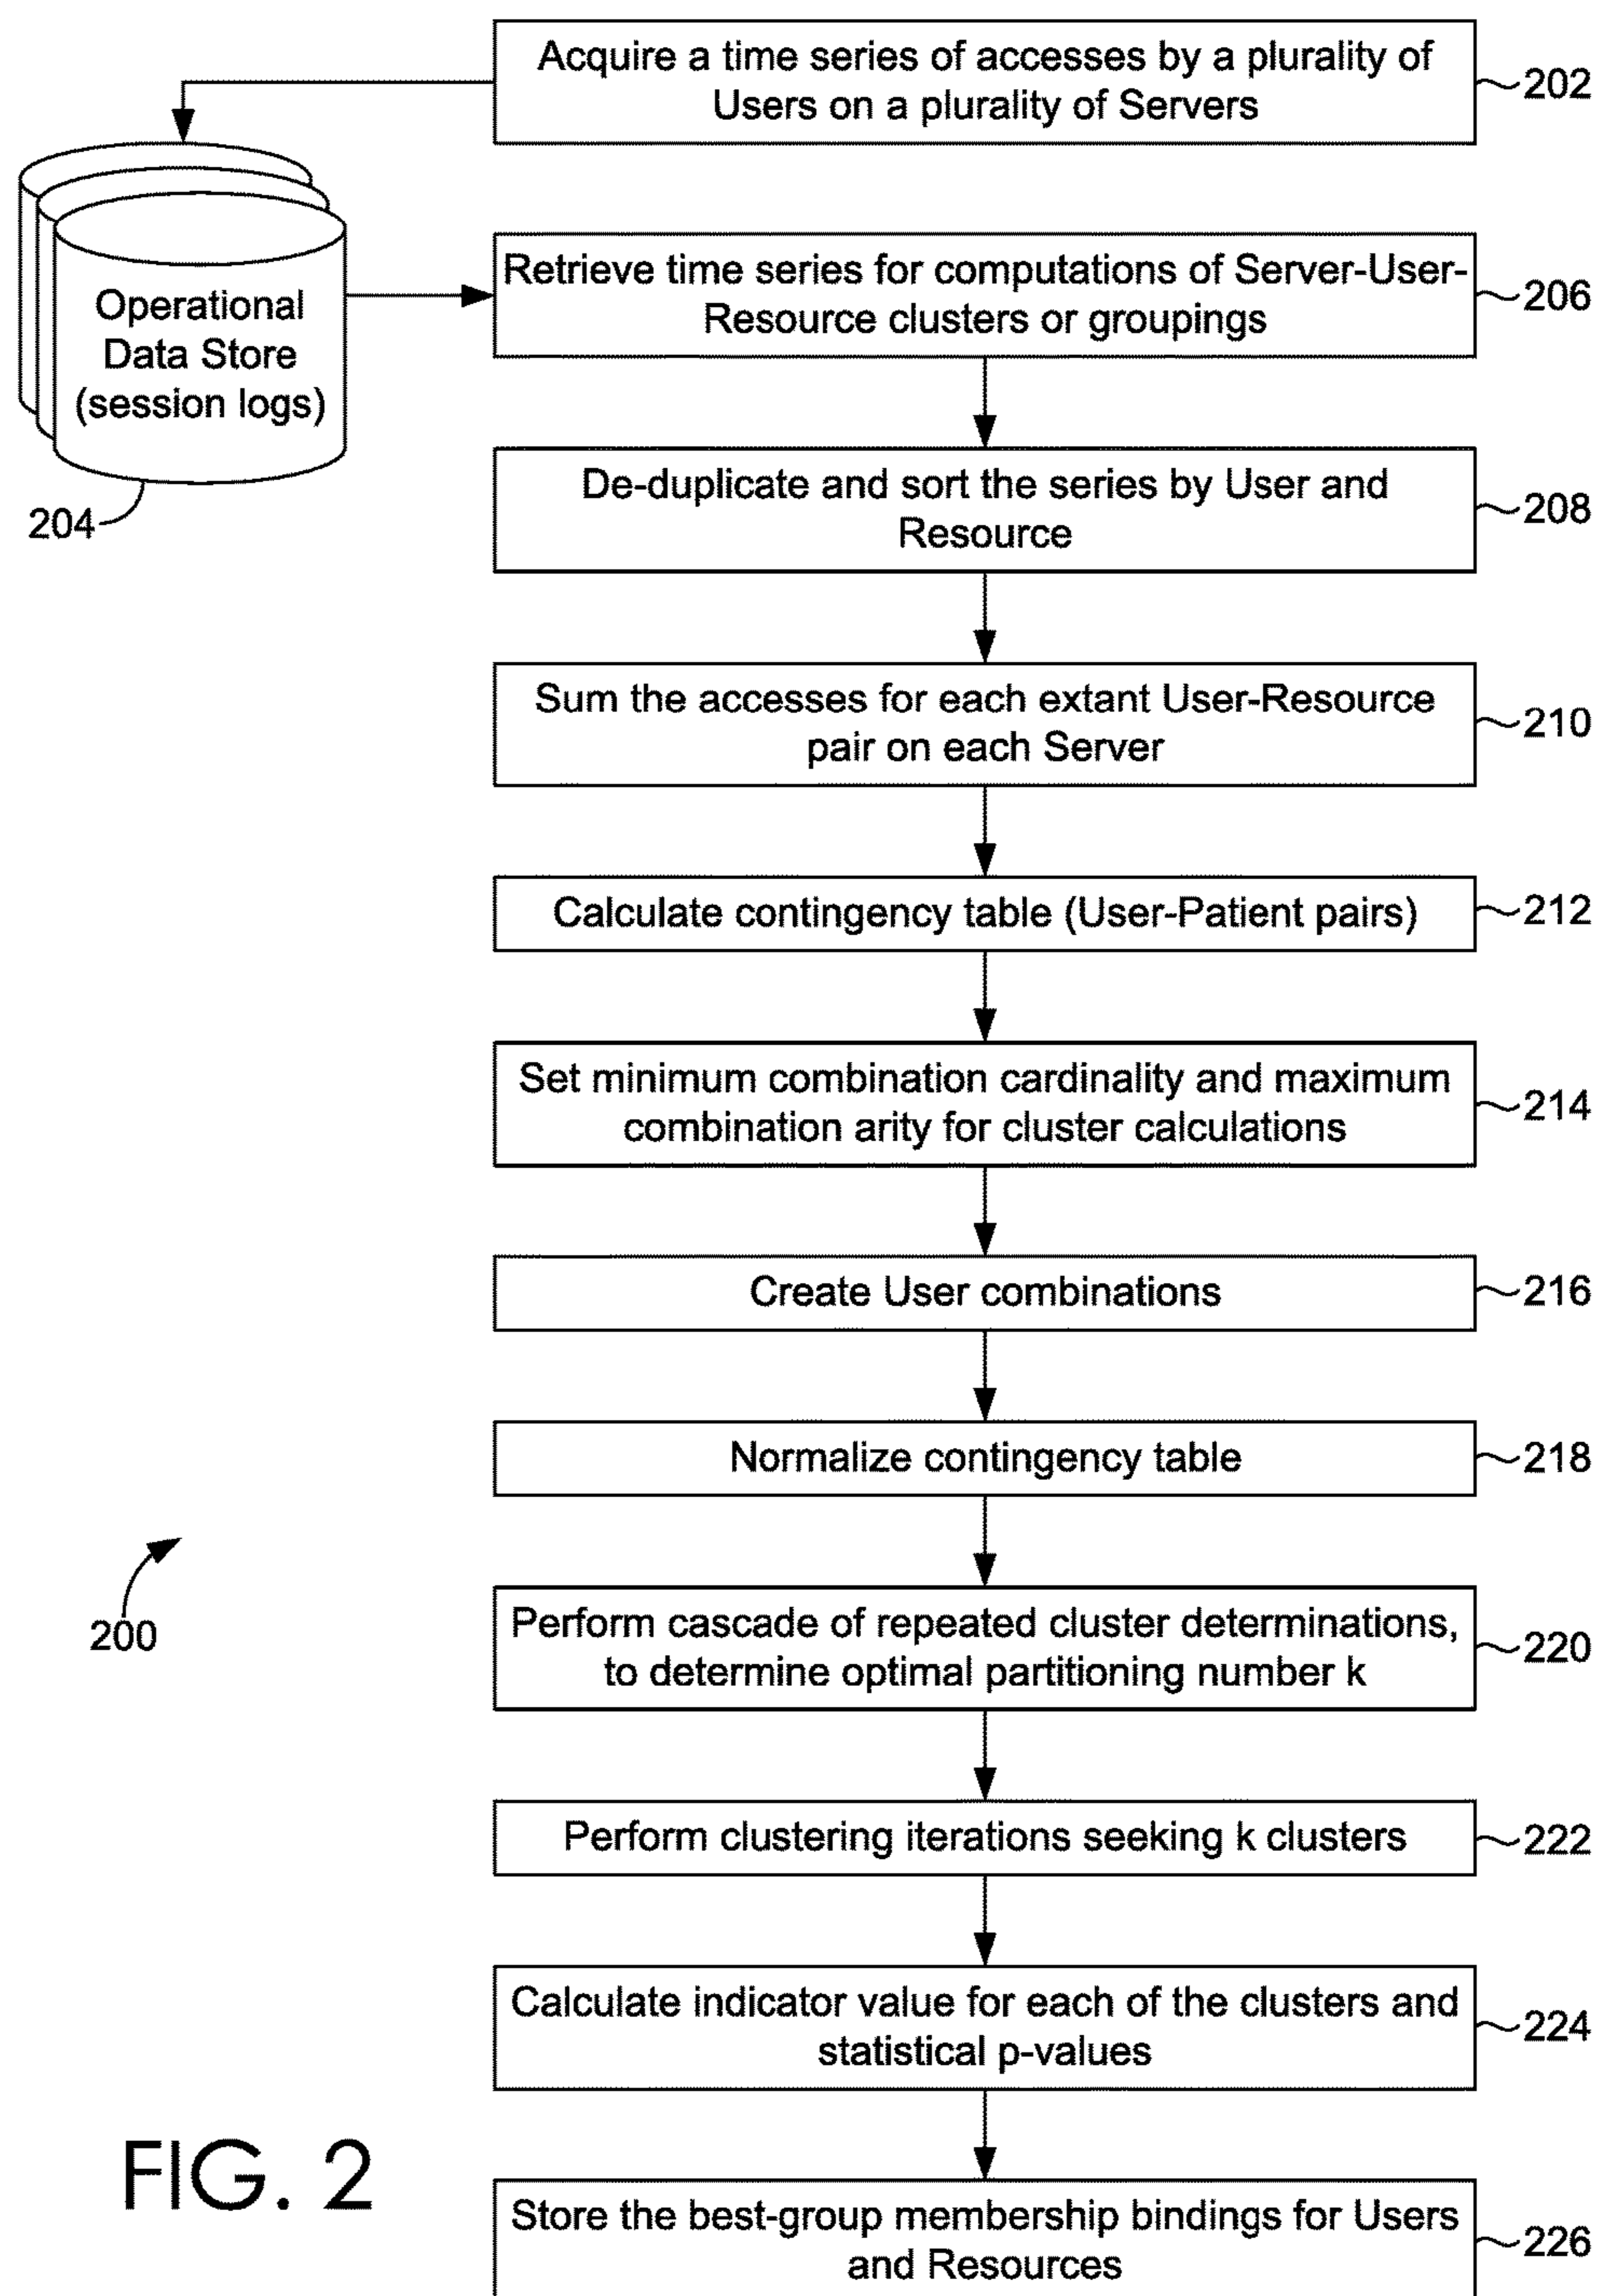 Acquire a time series of accesses by a plurality of
Users on a plurality of Servers
202
Operational
Data Store
(session logs)
204
Retrieve time series for computations of Server-User-
Resource clusters or groupings
206
De-duplicate and sort the series by User and
Resource
208
Sum the accesses for each extant User-Resource
pair on each Server
210
Calculate contingency table (User-Patient pairs)
212
Set minimum combination cardinality and maximum
combination arity for cluster calculations
214
Create User combinations
216
Normalize contingency table
218
200
Perform cascade of repeated cluster determinations,
to determine optimal partitioning number k
220
Perform clustering iterations seeking k clusters
222
Calculate indicator value for each of the clusters and
statistical p-values
224
Store the best-group membership bindings for Users
and Resources
226
FIG. 2